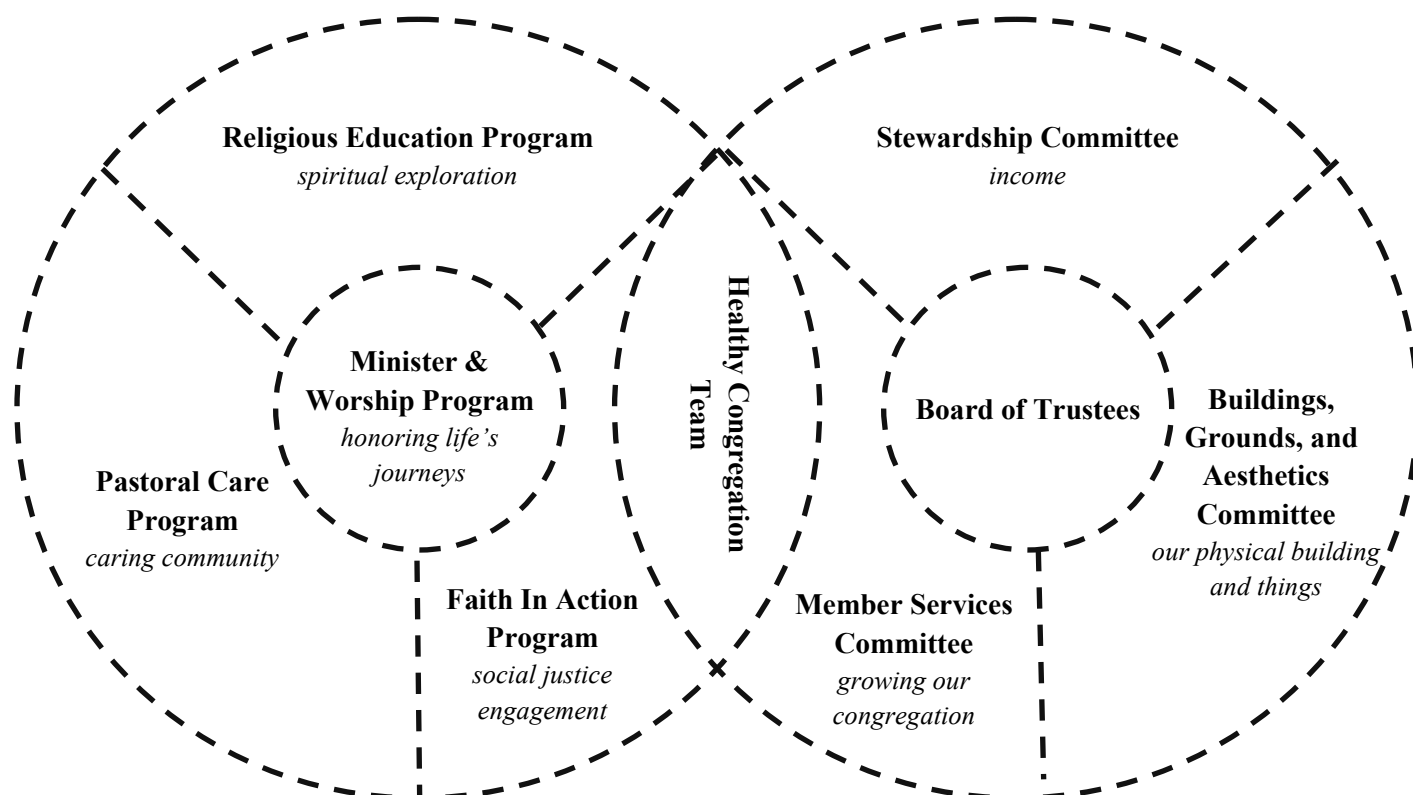 Religious Education Program
spiritual exploration
Stewardship Committee
income
Minister &
Worship Program
honoring life’s
journeys
Pastoral Care
Program
caring community
Faith In Action
Program
social justice
engagement
Healthy Congregation
Team
Board of Trustees
Buildings,
Grounds, and
Aesthetics
Committee
our physical building
and things
Member Services
Committee
growing our
congregation